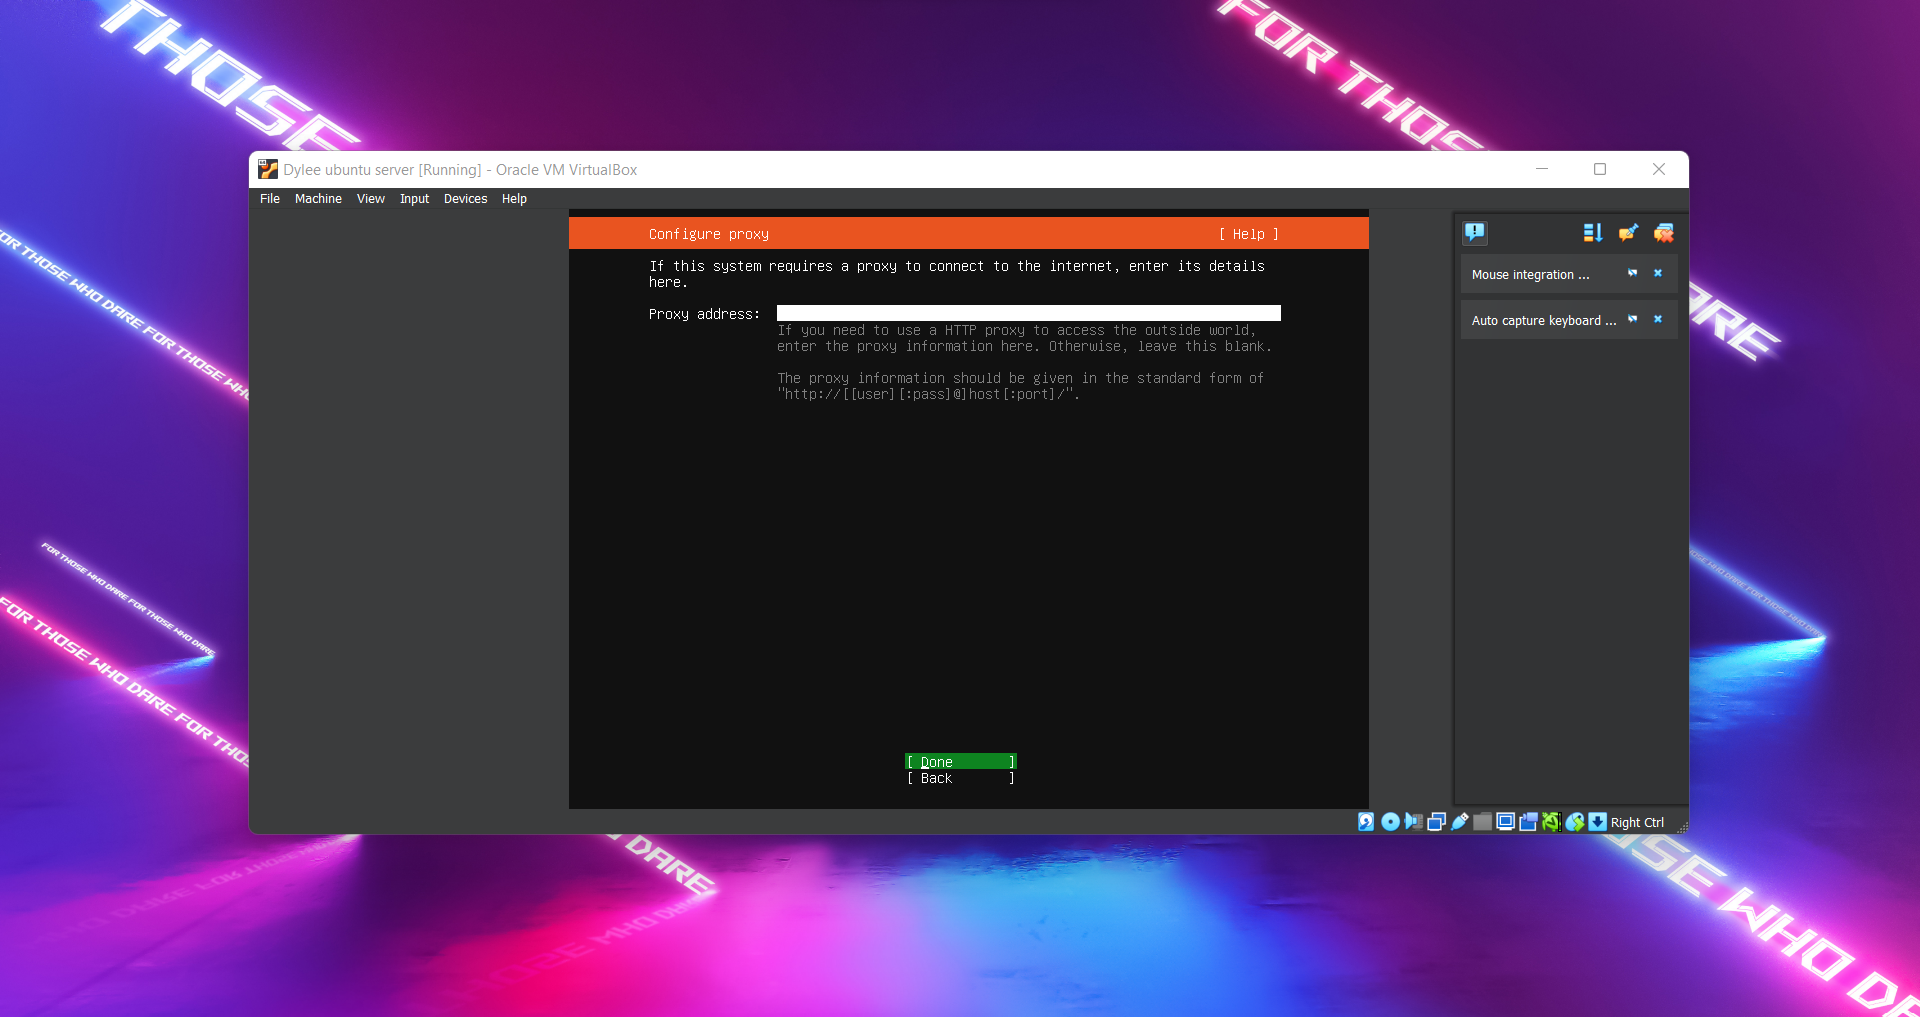 THOSE
FOR THOSE
Dylee ubuntu server [Running] - Oracle VM VirtualBox
File Machine View Input Devices Help
Configure proxy [ Help ]
If this system requires a proxy to connect to the internet, enter its details
here.
Proxy address:
If you need to use a HTTP proxy to access the outside world,
enter the proxy information here. Otherwise, leave this blank.
The proxy information should be given in the standard form of
"http://[[user][:pass]@]host[:port]/".
[ Done ]
[ Back ]
Mouse integration ...
Auto capture keyboard ...
Right Ctrl
FOR THOSE WHO DARE FOR THOSE WHO
DARE
FOR THOSE WHO DARE FOR THOSE WHO DARE
FOR THOSE WHO DARE FOR THOS
DARE
OSE WHO DA